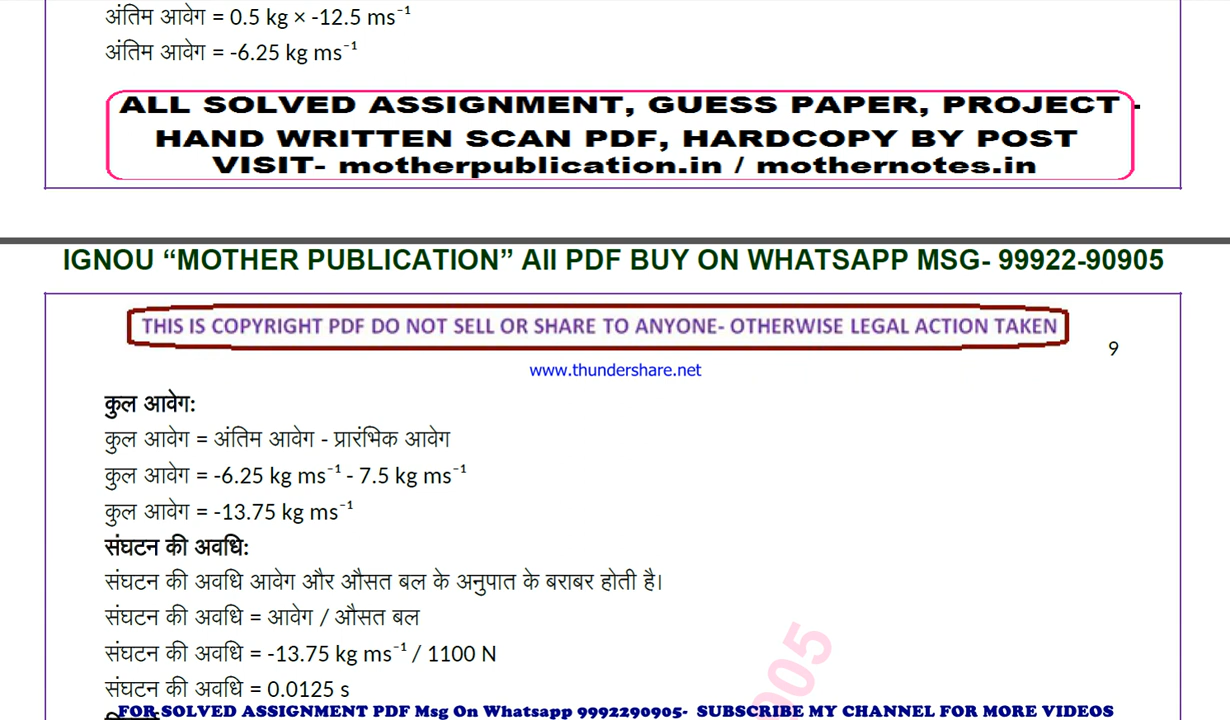 अंतिम आवेग = 0.5 kg × -12.5 ms⁻¹
अंतिम आवेग = -6.25 kg ms⁻¹
ALL SOLVED ASSIGNMENT, GUESS PAPER, PROJECT -
HAND WRITTEN SCAN PDF, HARDCOPY BY POST
VISIT- motherpublication.in / mothernotes.in
IGNOU “MOTHER PUBLICATION” All PDF BUY ON WHATSAPP MSG- 99922-90905
THIS IS COPYRIGHT PDF DO NOT SELL OR SHARE TO ANYONE- OTHERWISE LEGAL ACTION TAKEN
9
www.thundershare.net
कुल आवेग:
कुल आवेग = अंतिम आवेग - प्रारंभिक आवेग
कुल आवेग = -6.25 kg ms⁻¹ - 7.5 kg ms⁻¹
कुल आवेग = -13.75 kg ms⁻¹
संघटन की अवधि:
संघटन की अवधि आवेग और औसत बल के अनुपात के बराबर होती है।
संघटन की अवधि = आवेग / औसत बल
संघटन की अवधि = -13.75 kg ms⁻¹ / 1100 N
संघटन की अवधि = 0.0125 s
905
FOR SOLVED ASSIGNMENT PDF Msg On Whatsapp 9992290905- SUBSCRIBE MY CHANNEL FOR MORE VIDEOS